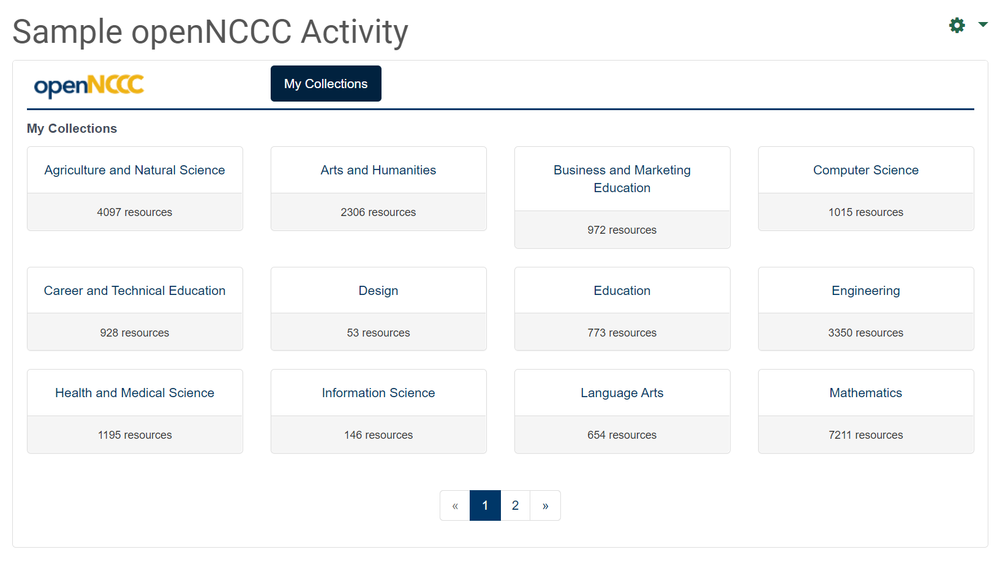 Sample openNCCC Activity
openNCCC
My Collections
My Collections
Agriculture and Natural Science
4097 resources
Arts and Humanities
2306 resources
Business and Marketing
Education
972 resources
Computer Science
1015 resources
Career and Technical Education
928 resources
Design
53 resources
Education
773 resources
Engineering
3350 resources
Health and Medical Science
1195 resources
Information Science
146 resources
Language Arts
654 resources
Mathematics
7211 resources
« 1 2 »